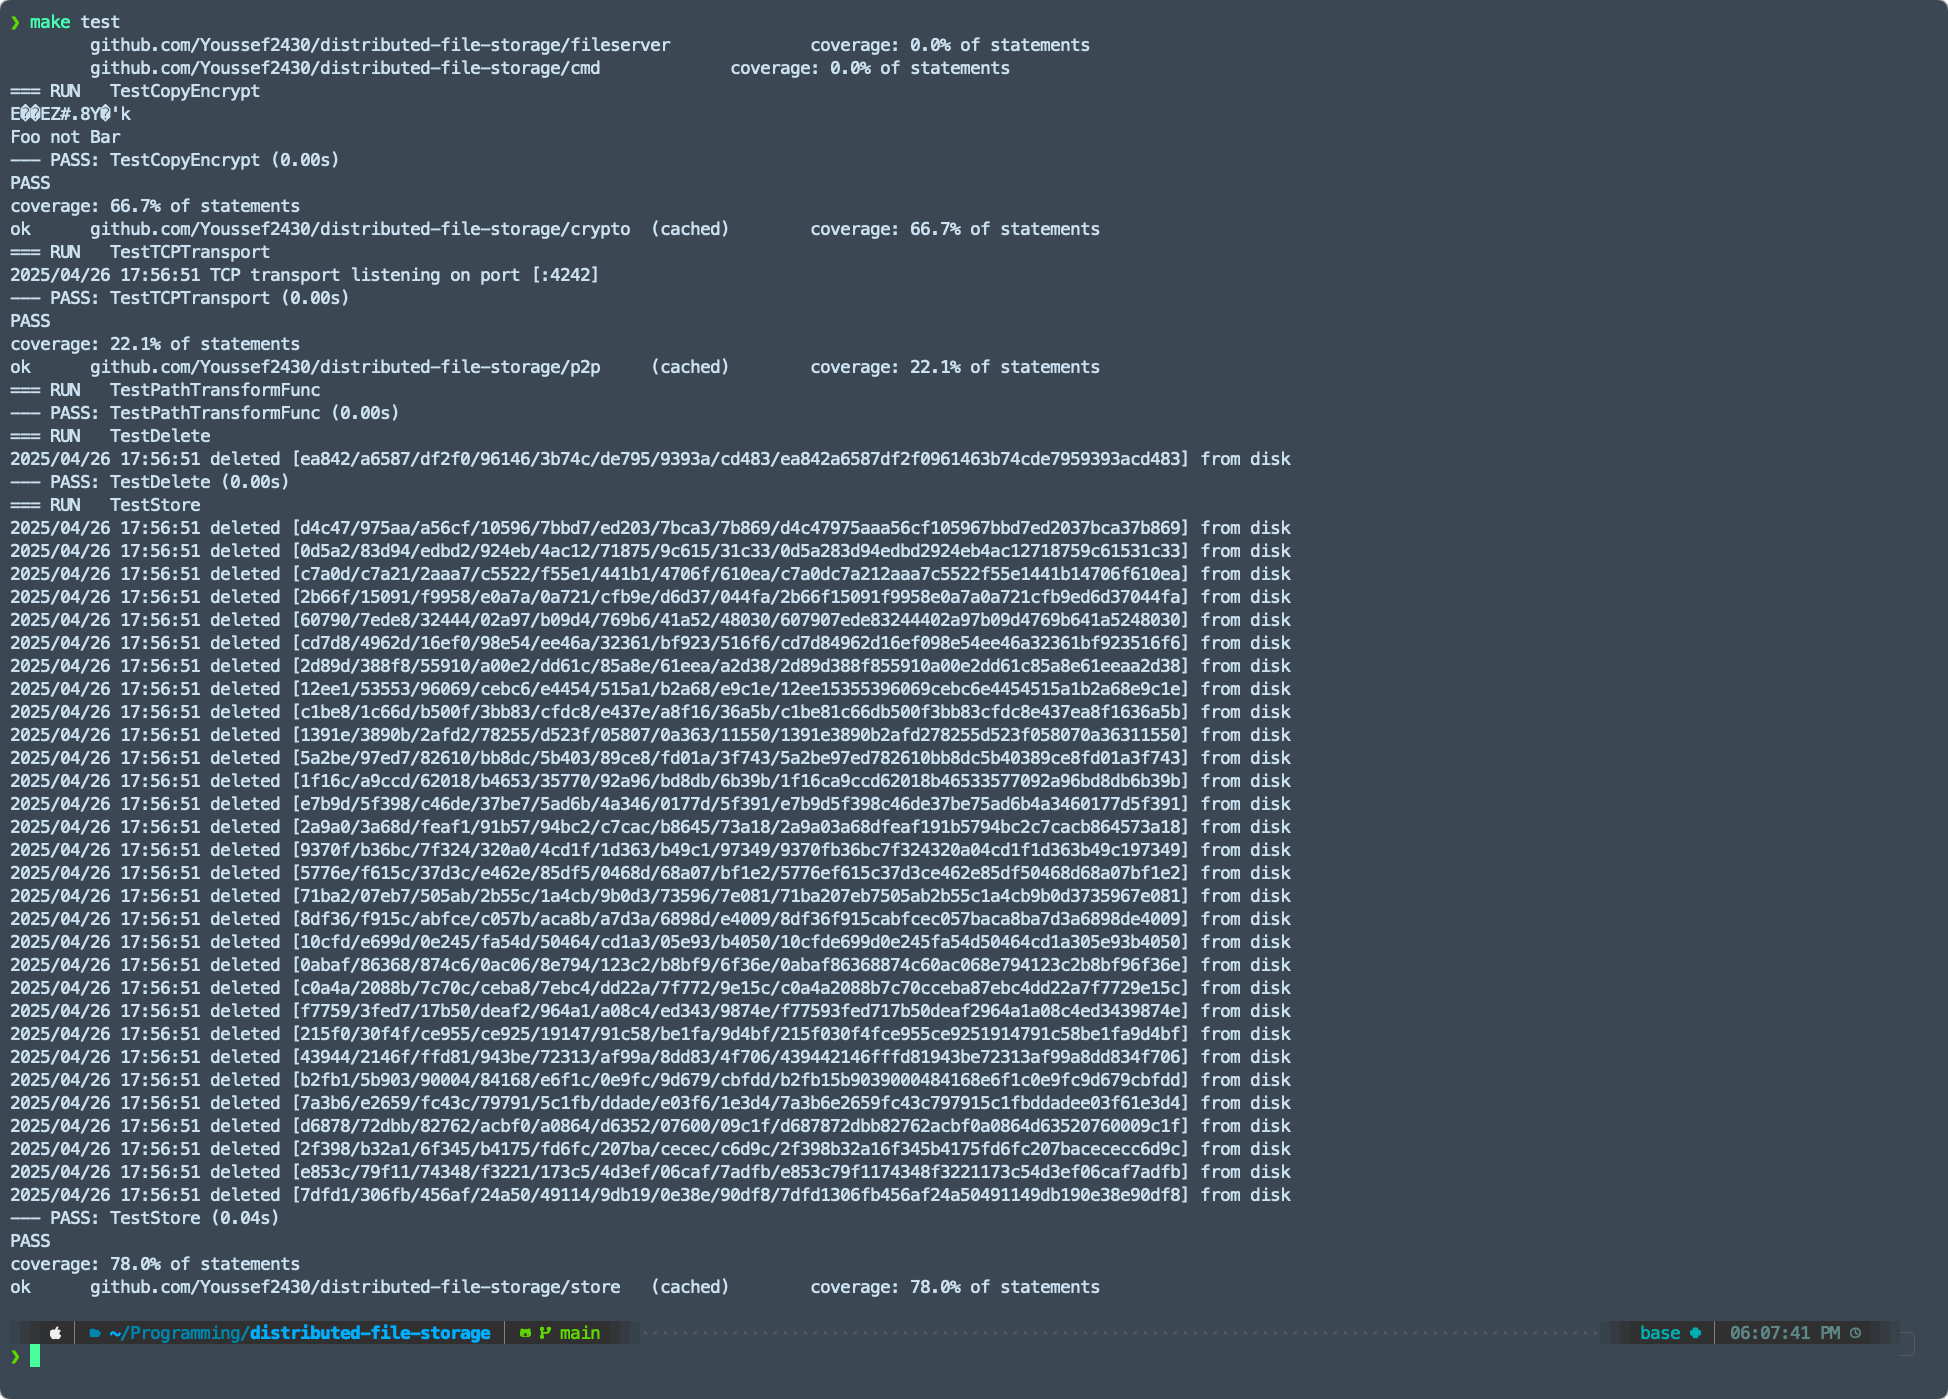 ❯ make test
        github.com/Youssef2430/distributed-file-storage/fileserver              coverage: 0.0% of statements
        github.com/Youssef2430/distributed-file-storage/cmd             coverage: 0.0% of statements
=== RUN   TestCopyEncrypt
E��EZ#.8Y�'k
Foo not Bar
--- PASS: TestCopyEncrypt (0.00s)
PASS
coverage: 66.7% of statements
ok      github.com/Youssef2430/distributed-file-storage/crypto  (cached)        coverage: 66.7% of statements
=== RUN   TestTCPTransport
2025/04/26 17:56:51 TCP transport listening on port [:4242]
--- PASS: TestTCPTransport (0.00s)
PASS
coverage: 22.1% of statements
ok      github.com/Youssef2430/distributed-file-storage/p2p     (cached)        coverage: 22.1% of statements
=== RUN   TestPathTransformFunc
--- PASS: TestPathTransformFunc (0.00s)
=== RUN   TestDelete
2025/04/26 17:56:51 deleted [ea842/a6587/df2f0/96146/3b74c/de795/9393a/cd483/ea842a6587df2f0961463b74cde7959393acd483] from disk
--- PASS: TestDelete (0.00s)
=== RUN   TestStore
2025/04/26 17:56:51 deleted [d4c47/975aa/a56cf/10596/7bbd7/ed203/7bca3/7b869/d4c47975aaa56cf105967bbd7ed2037bca37b869] from disk
2025/04/26 17:56:51 deleted [0d5a2/83d94/edbd2/924eb/4ac12/71875/9c615/31c33/0d5a283d94edbd2924eb4ac12718759c61531c33] from disk
2025/04/26 17:56:51 deleted [c7a0d/c7a21/2aaa7/c5522/f55e1/441b1/4706f/610ea/c7a0dc7a212aaa7c5522f55e1441b14706f610ea] from disk
2025/04/26 17:56:51 deleted [2b66f/15091/f9958/e0a7a/0a721/cfb9e/d6d37/044fa/2b66f15091f9958e0a7a0a721cfb9ed6d37044fa] from disk
2025/04/26 17:56:51 deleted [60790/7ede8/32444/02a97/b09d4/769b6/41a52/48030/607907ede83244402a97b09d4769b641a5248030] from disk
2025/04/26 17:56:51 deleted [cd7d8/4962d/16ef0/98e54/ee46a/32361/bf923/516f6/cd7d84962d16ef098e54ee46a32361bf923516f6] from disk
2025/04/26 17:56:51 deleted [2d89d/388f8/55910/a00e2/dd61c/85a8e/61eea/a2d38/2d89d388f855910a00e2dd61c85a8e61eeaa2d38] from disk
2025/04/26 17:56:51 deleted [12ee1/53553/96069/cebc6/e4454/515a1/b2a68/e9c1e/12ee15355396069cebc6e4454515a1b2a68e9c1e] from disk
2025/04/26 17:56:51 deleted [c1be8/1c66d/b500f/3bb83/cfdc8/e437e/a8f16/36a5b/c1be81c66db500f3bb83cfdc8e437ea8f1636a5b] from disk
2025/04/26 17:56:51 deleted [1391e/3890b/2afd2/78255/d523f/05807/0a363/11550/1391e3890b2afd278255d523f058070a36311550] from disk
2025/04/26 17:56:51 deleted [5a2be/97ed7/82610/bb8dc/5b403/89ce8/fd01a/3f743/5a2be97ed782610bb8dc5b40389ce8fd01a3f743] from disk
2025/04/26 17:56:51 deleted [1f16c/a9ccd/62018/b4653/35770/92a96/bd8db/6b39b/1f16ca9ccd62018b46533577092a96bd8db6b39b] from disk
2025/04/26 17:56:51 deleted [e7b9d/5f398/c46de/37be7/5ad6b/4a346/0177d/5f391/e7b9d5f398c46de37be75ad6b4a3460177d5f391] from disk
2025/04/26 17:56:51 deleted [2a9a0/3a68d/feaf1/91b57/94bc2/c7cac/b8645/73a18/2a9a03a68dfeaf191b5794bc2c7cacb864573a18] from disk
2025/04/26 17:56:51 deleted [9370f/b36bc/7f324/320a0/4cd1f/1d363/b49c1/97349/9370fb36bc7f324320a04cd1f1d363b49c197349] from disk
2025/04/26 17:56:51 deleted [5776e/f615c/37d3c/e462e/85df5/0468d/68a07/bf1e2/5776ef615c37d3ce462e85df50468d68a07bf1e2] from disk
2025/04/26 17:56:51 deleted [71ba2/07eb7/505ab/2b55c/1a4cb/9b0d3/73596/7e081/71ba207eb7505ab2b55c1a4cb9b0d3735967e081] from disk
2025/04/26 17:56:51 deleted [8df36/f915c/abfce/c057b/aca8b/a7d3a/6898d/e4009/8df36f915cabfcec057baca8ba7d3a6898de4009] from disk
2025/04/26 17:56:51 deleted [10cfd/e699d/0e245/fa54d/50464/cd1a3/05e93/b4050/10cfde699d0e245fa54d50464cd1a305e93b4050] from disk
2025/04/26 17:56:51 deleted [0abaf/86368/874c6/0ac06/8e794/123c2/b8bf9/6f36e/0abaf86368874c60ac068e794123c2b8bf96f36e] from disk
2025/04/26 17:56:51 deleted [c0a4a/2088b/7c70c/ceba8/7ebc4/dd22a/7f772/9e15c/c0a4a2088b7c70cceba87ebc4dd22a7f7729e15c] from disk
2025/04/26 17:56:51 deleted [f7759/3fed7/17b50/deaf2/964a1/a08c4/ed343/9874e/f77593fed717b50deaf2964a1a08c4ed3439874e] from disk
2025/04/26 17:56:51 deleted [215f0/30f4f/ce955/ce925/19147/91c58/be1fa/9d4bf/215f030f4fce955ce9251914791c58be1fa9d4bf] from disk
2025/04/26 17:56:51 deleted [43944/2146f/ffd81/943be/72313/af99a/8dd83/4f706/439442146fffd81943be72313af99a8dd834f706] from disk
2025/04/26 17:56:51 deleted [b2fb1/5b903/90004/84168/e6f1c/0e9fc/9d679/cbfdd/b2fb15b9039000484168e6f1c0e9fc9d679cbfdd] from disk
2025/04/26 17:56:51 deleted [7a3b6/e2659/fc43c/79791/5c1fb/ddade/e03f6/1e3d4/7a3b6e2659fc43c797915c1fbddadee03f61e3d4] from disk
2025/04/26 17:56:51 deleted [d6878/72dbb/82762/acbf0/a0864/d6352/07600/09c1f/d687872dbb82762acbf0a0864d63520760009c1f] from disk
2025/04/26 17:56:51 deleted [2f398/b32a1/6f345/b4175/fd6fc/207ba/cecec/c6d9c/2f398b32a16f345b4175fd6fc207bacececc6d9c] from disk
2025/04/26 17:56:51 deleted [e853c/79f11/74348/f3221/173c5/4d3ef/06caf/7adfb/e853c79f1174348f3221173c54d3ef06caf7adfb] from disk
2025/04/26 17:56:51 deleted [7dfd1/306fb/456af/24a50/49114/9db19/0e38e/90df8/7dfd1306fb456af24a50491149db190e38e90df8] from disk
--- PASS: TestStore (0.04s)
PASS
coverage: 78.0% of statements
ok      github.com/Youssef2430/distributed-file-storage/store   (cached)        coverage: 78.0% of statements
~/Programming/distributed-file-storage main base 06:07:41 PM
❯